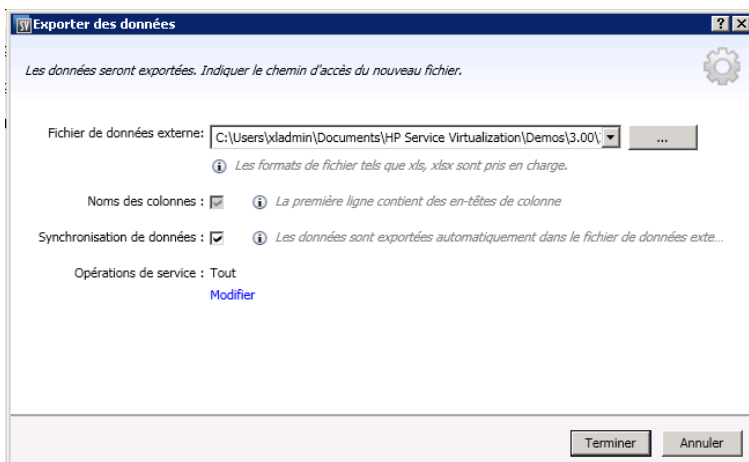 SV Exporter des données
Les données seront exportées. Indiquer le chemin d'accès du nouveau fichier.
Fichier de données externe: C:\Users\xladmin\Documents\HP Service Virtualization\Demos\3.00\ ...
Les formats de fichier tels que xls, xlsx sont pris en charge.
Noms des colonnes : La première ligne contient des en-têtes de colonne
Synchronisation de données : Les données sont exportées automatiquement dans le fichier de données exte...
Opérations de service : Tout
Modifier
Terminer Annuler